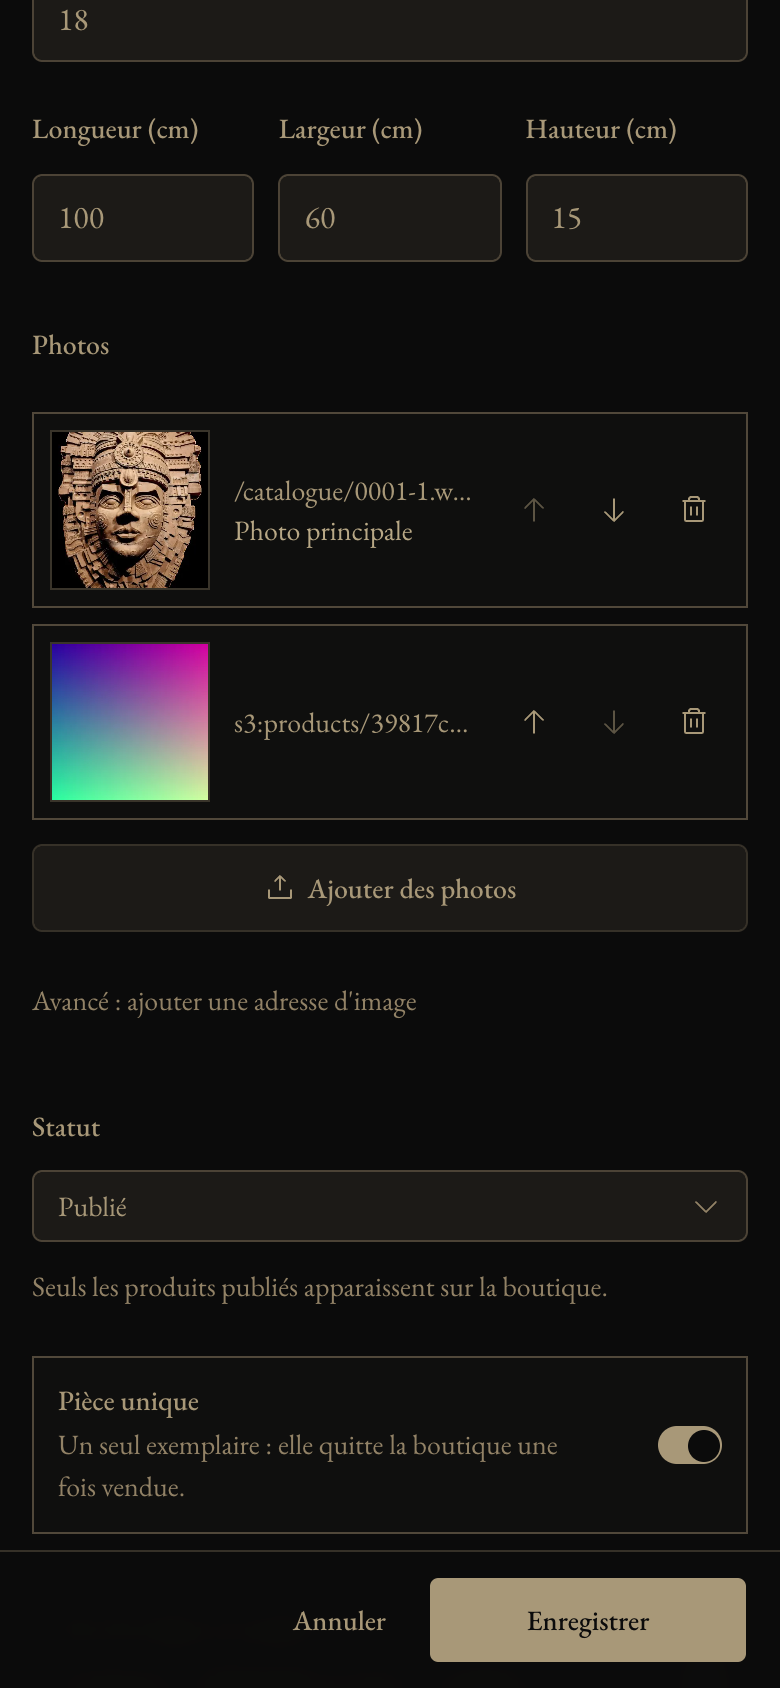 18
Longueur (cm)
Largeur (cm)
Hauteur (cm)
100
60
15
Photos
/catalogue/0001-1.w...
Photo principale
s3:products/39817c...
Ajouter des photos
Avancé : ajouter une adresse d'image
Statut
Publié
Seuls les produits publiés apparaissent sur la boutique.
Pièce unique
Un seul exemplaire : elle quitte la boutique une
fois vendue.
Annuler
Enregistrer